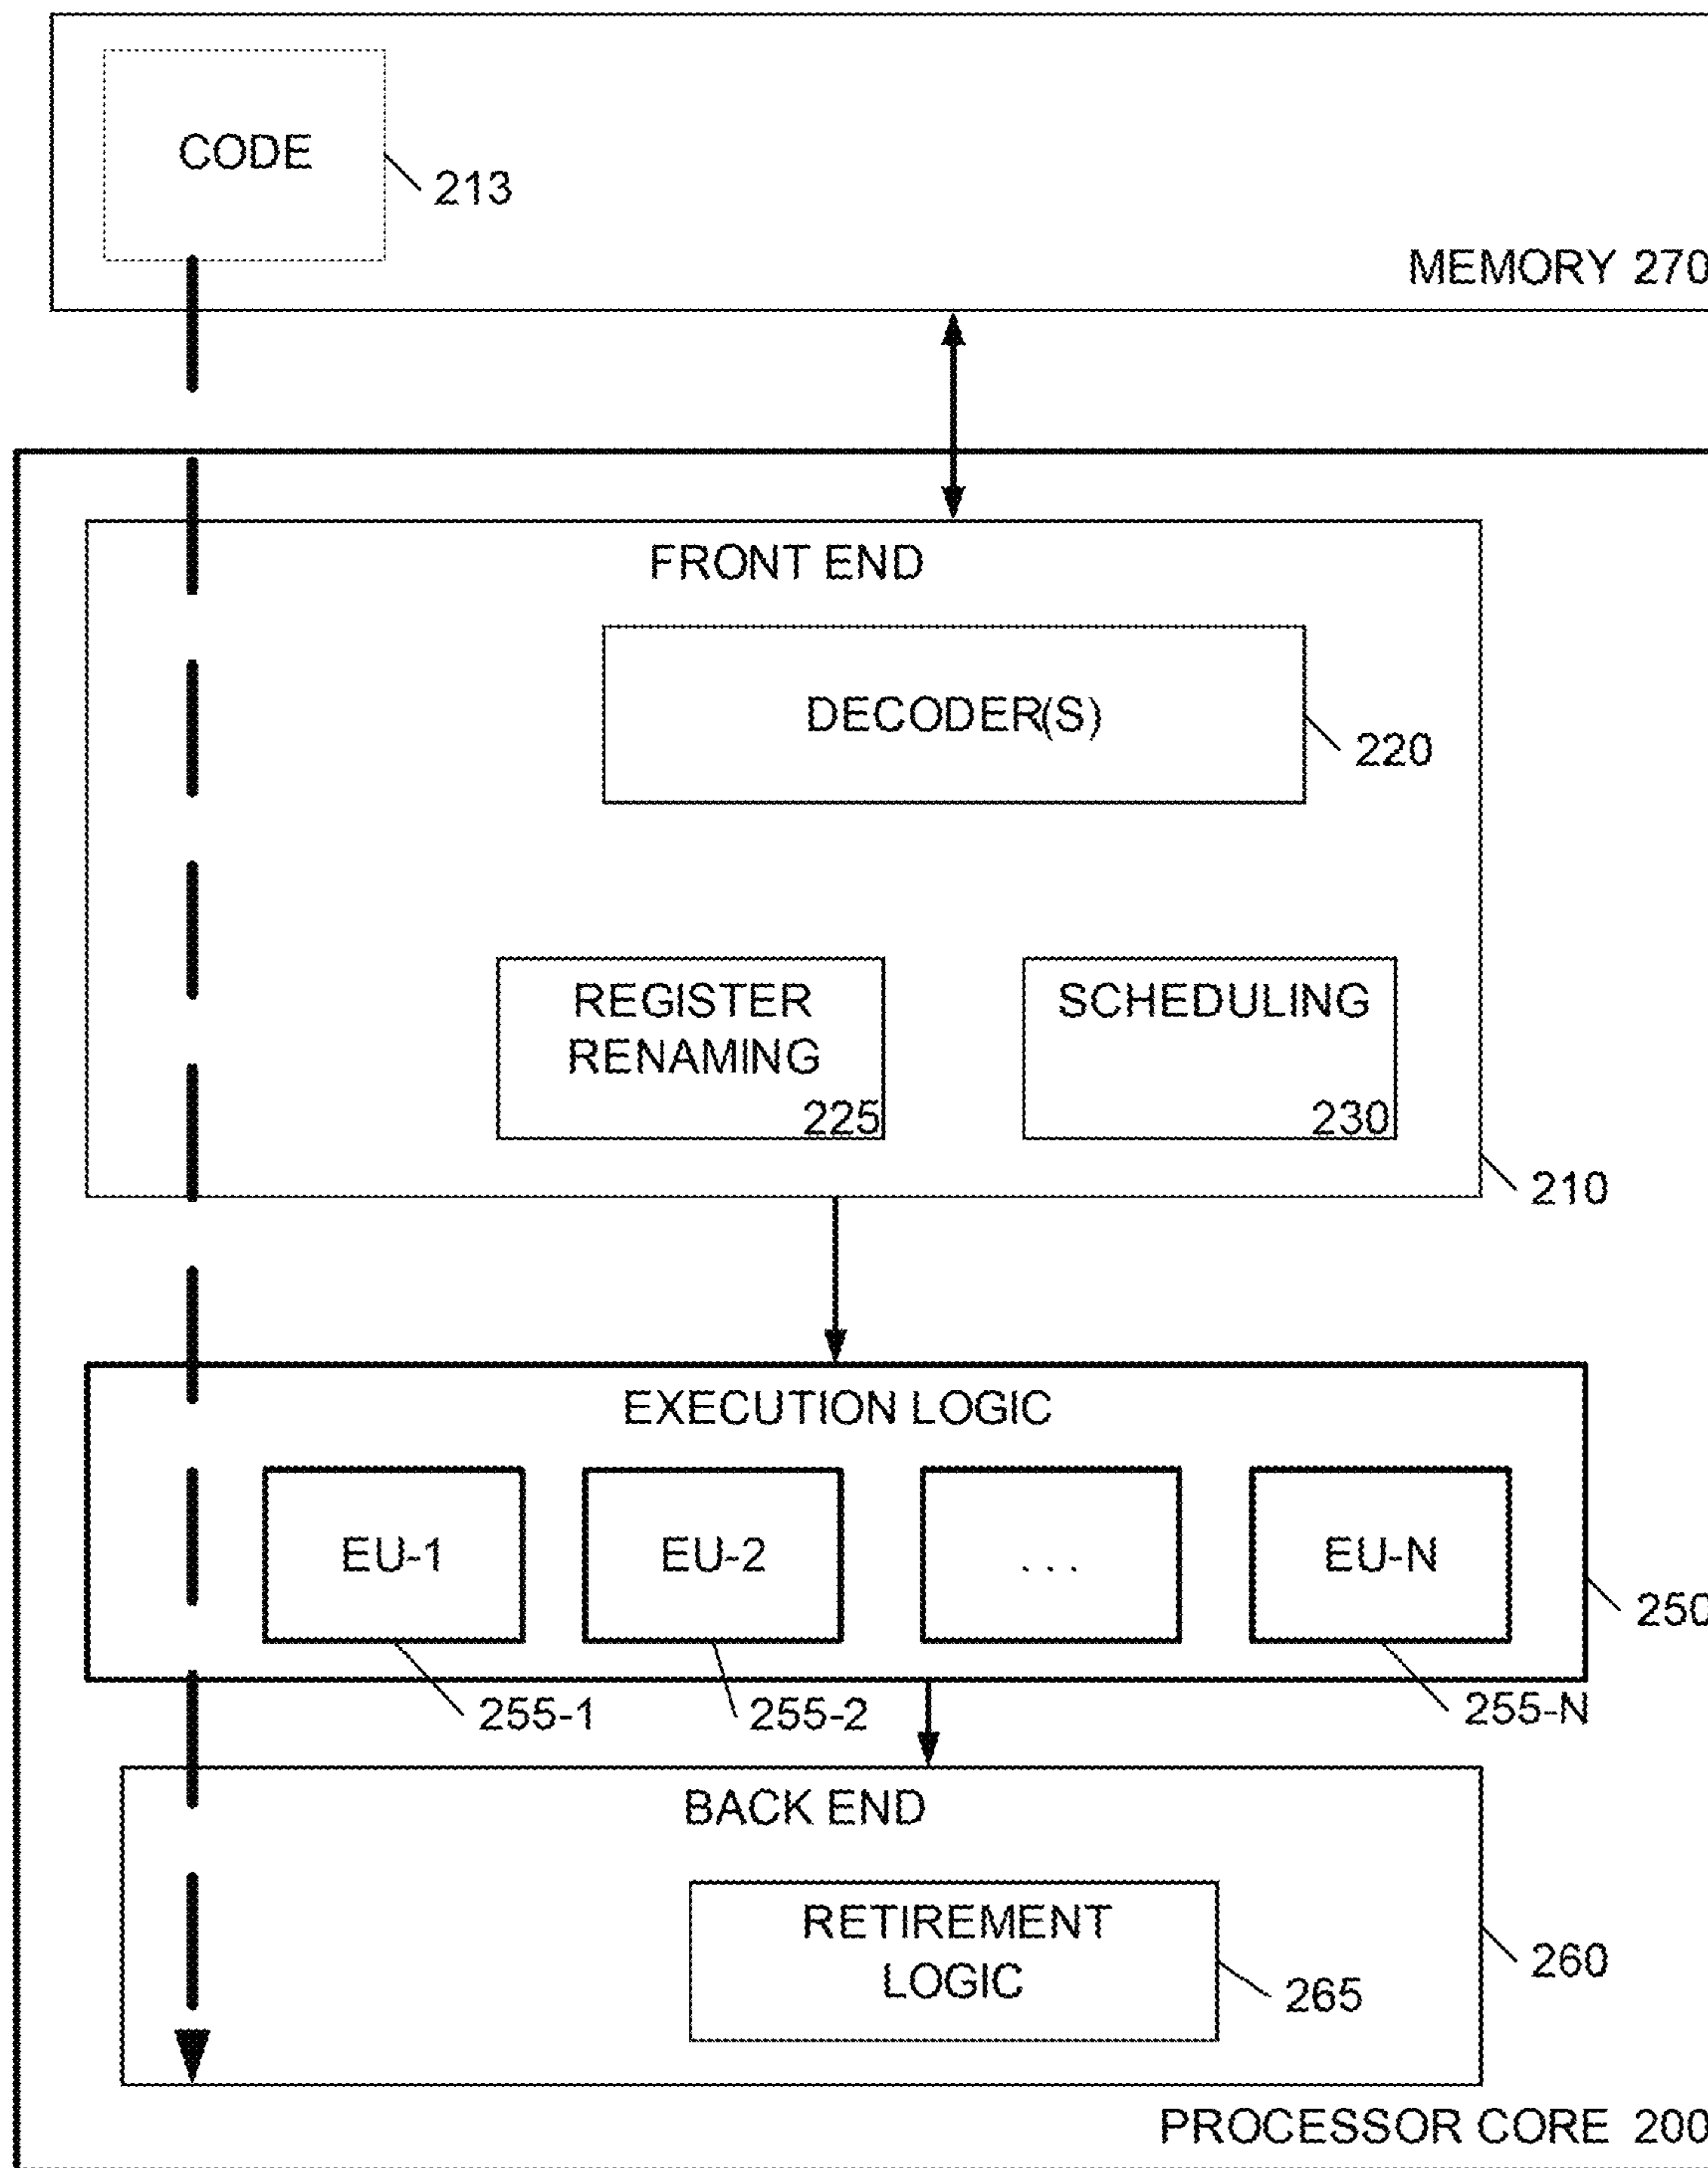 CODE
213
MEMORY 270
FRONT END
DECODER(S)
220
REGISTER
RENAMING
225
SCHEDULING
230
210
EXECUTION LOGIC
EU-1
EU-2
. . .
EU-N
250
255-1
255-2
255-N
BACK END
RETIREMENT
LOGIC
265
260
PROCESSOR CORE 200